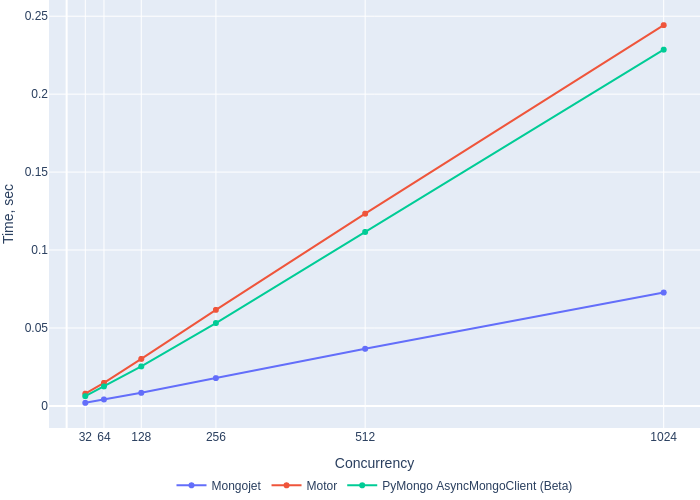 0.25
0.2
0.15
0.1
0.05
0
Time, sec
32 64 128 256 512 1024
Concurrency
Mongojet Motor PyMongo AsyncMongoClient (Beta)